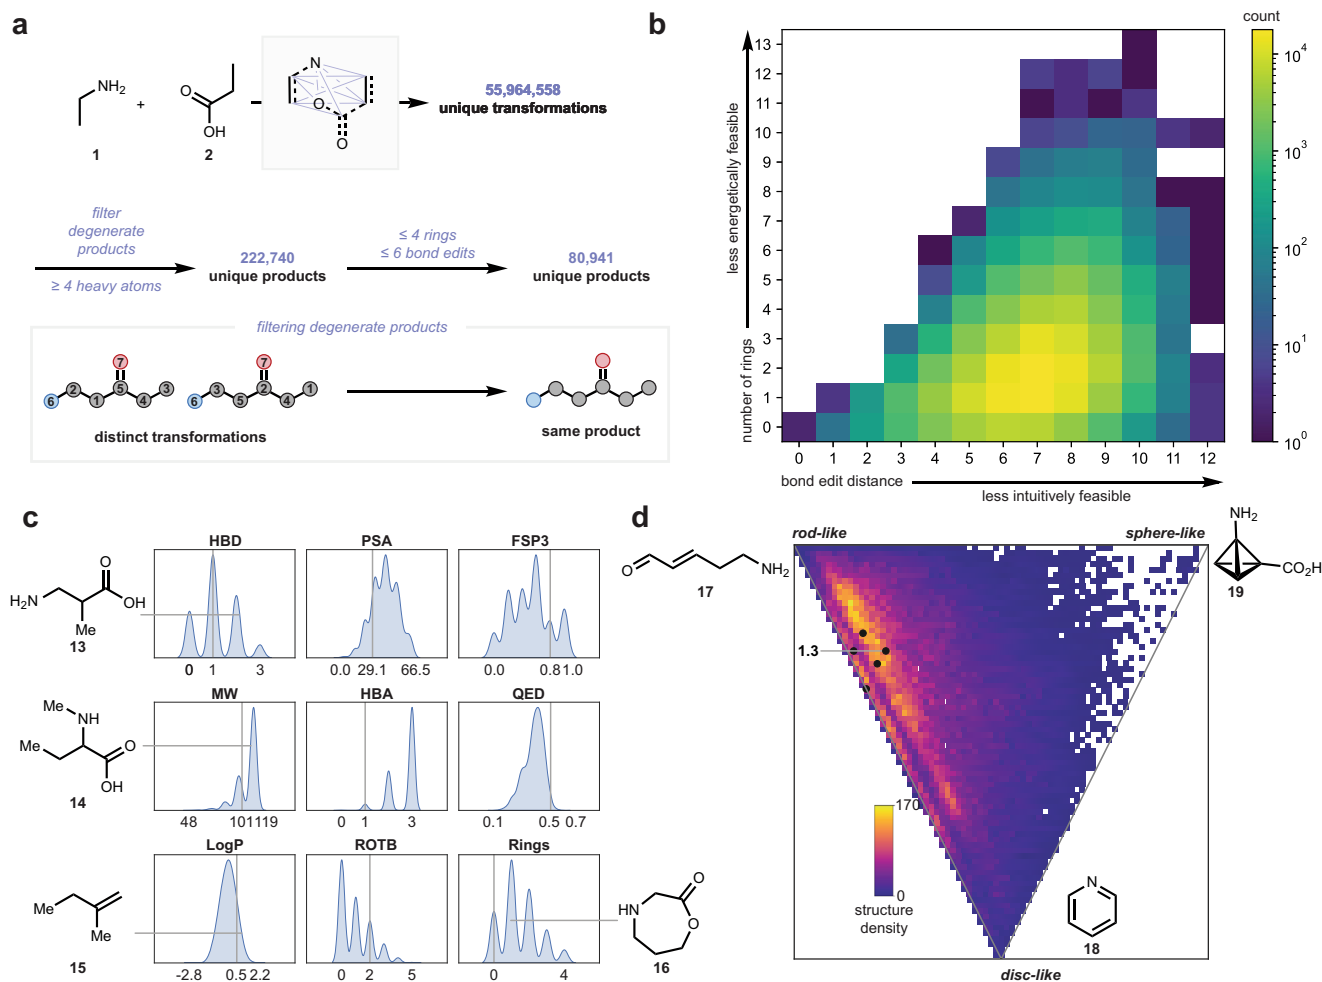 a
NH2
+
1
O
OH
2
N
O
O
55,964,558
unique transformations
filter
degenerate
products
≥ 4 heavy atoms
222,740
unique products
≤ 4 rings
≤ 6 bond edits
80,941
unique products
filtering degenerate products
6 2 1 5 7 4 3
6 3 5 2 7 4 1
distinct transformations
same product
b
count
less energetically feasible
number of rings
13
12
11
10
9
8
7
6
5
4
3
2
1
0
0 1 2 3 4 5 6 7 8 9 10 11 12
bond edit distance
less intuitively feasible
10^4
10^3
10^2
10^1
10^0
c
H2N
O
OH
Me
13
Me
NH
Me
O
OH
14
Me
Me
15
HBD
0 1 3
PSA
0.0 29.1 66.5
FSP3
0.0 0.81.0
MW
48 101119
HBA
0 1 3
QED
0.1 0.5 0.7
LogP
-2.8 0.5 2.2
ROTB
0 2 5
Rings
0 4
HN
O
O
16
d
O
NH2
17
rod-like
sphere-like
NH2
CO2H
19
1.3
170
0
structure
density
N
18
disc-like